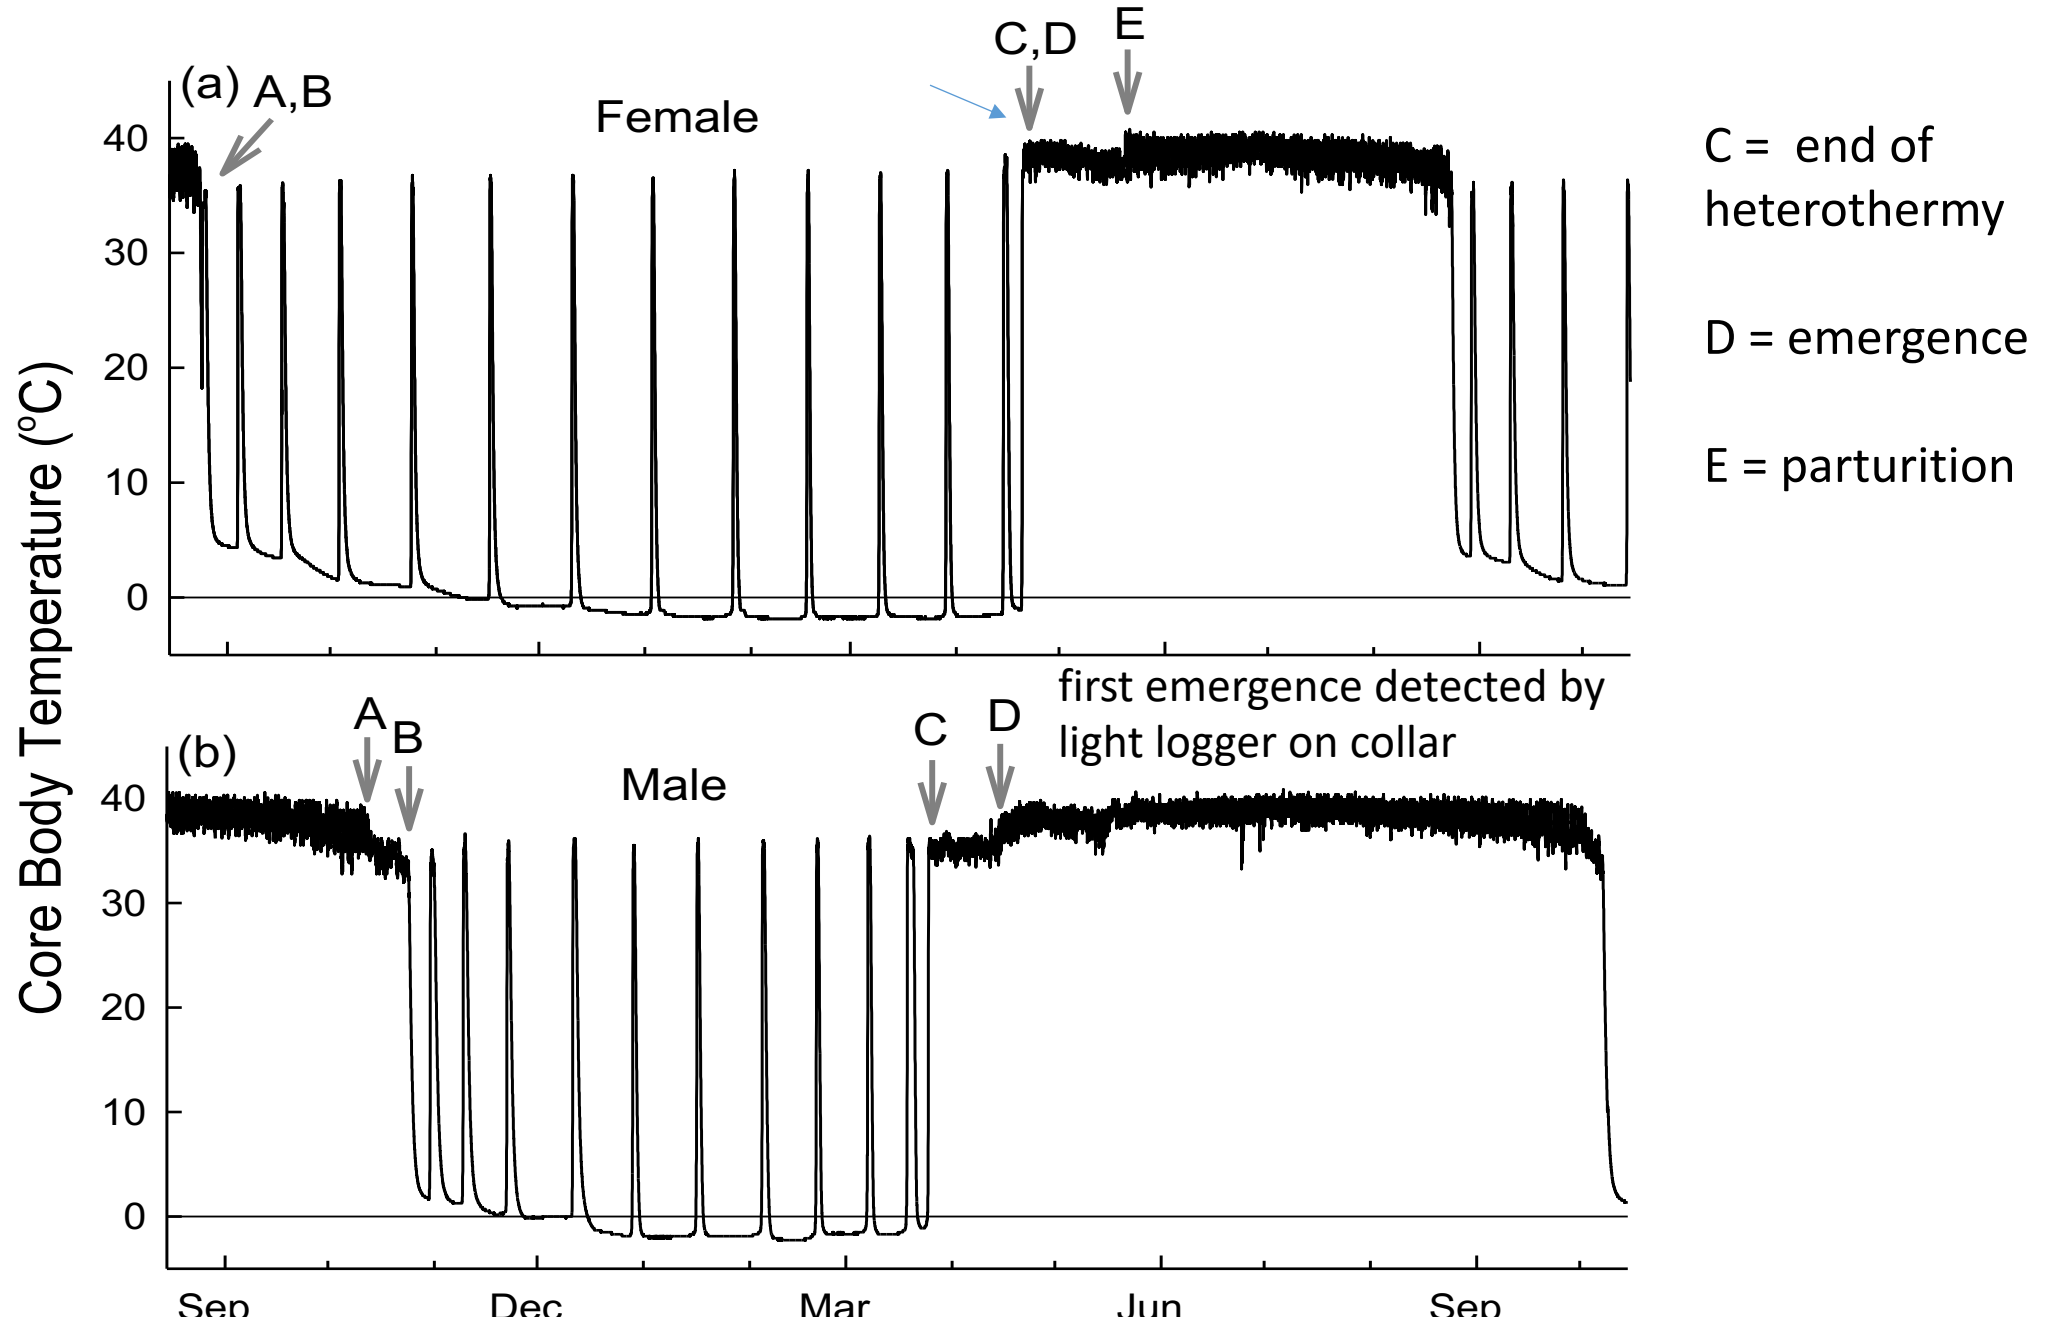 C,D
E
(a)
A,B
Female
40
30
20
10
0
C = end of
heterothermy
D = emergence
E = parturition
Core Body Temperature (ºC)
first emergence detected by
light logger on collar
(b)
A
B
Male
C
D
40
30
20
10
0
Sep
Dec
Mar
Jun
Sep